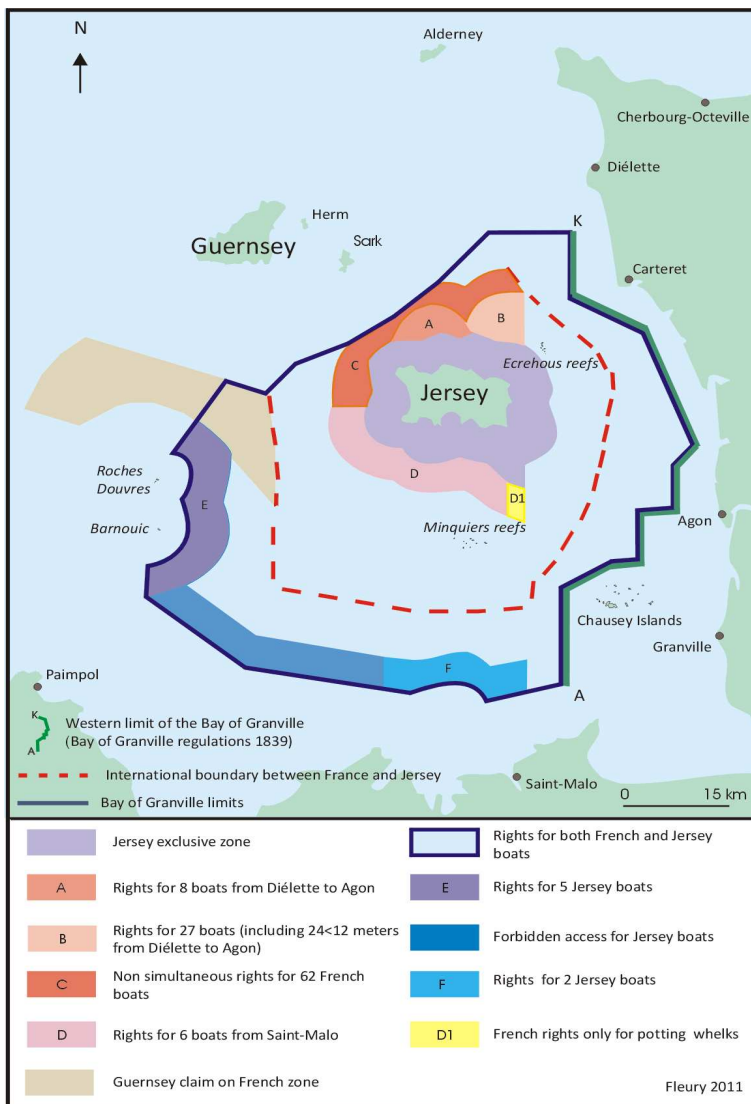 N
Alderney
Cherbourg-Octeville
Diélette
Herm
K
Guernsey
Sark
Carteret
A
B
C
Ecrehous reefs
Jersey
Roches
Douvres
E
D
D1
Barnouic
Minquiers reefs
Agon
Chausey Islands
Granville
F
Paimpol
A
K
A
Western limit of the Bay of Granville
(Bay of Granville regulations 1839)
International boundary between France and Jersey
Saint-Malo
0 15 km
Bay of Granville limits
Jersey exclusive zone
Rights for both French and Jersey
boats
A Rights for 8 boats from Diélette to Agon
E Rights for 5 Jersey boats
B Rights for 27 boats (including 24<12 meters
from Diélette to Agon)
Forbidden access for Jersey boats
C Non simultaneous rights for 62 French
boats
F Rights for 2 Jersey boats
D Rights for 6 boats from Saint-Malo
D1 French rights only for potting whelks
Guernsey claim on French zone
Fleury 2011